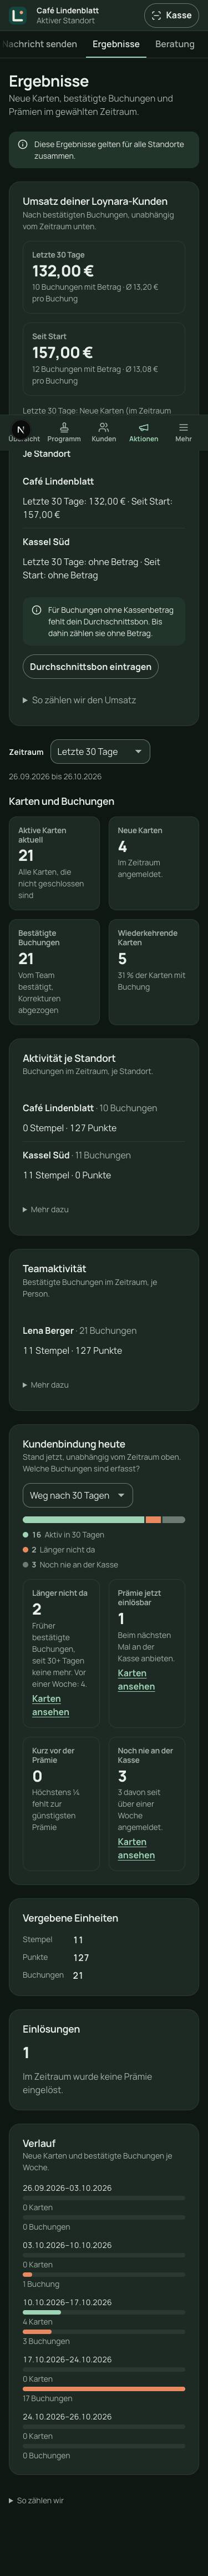 Café Lindenblatt
Aktiver Standort
Kasse
Nachricht senden
Ergebnisse
Beratung
Ergebnisse
Neue Karten, bestätigte Buchungen und
Prämien im gewählten Zeitraum.
Diese Ergebnisse gelten für alle Standorte
zusammen.
Umsatz deiner Loynara-Kunden
Nach bestätigten Buchungen, unabhängig
vom Zeitraum unten.
Letzte 30 Tage
132,00 €
10 Buchungen mit Betrag · Ø 13,20 €
pro Buchung
Seit Start
157,00 €
12 Buchungen mit Betrag · Ø 13,08 €
pro Buchung
Letzte 30 Tage: Neue Karten (im Zeitraum
N
Programm
Kunden
Aktionen
Mehr
Je Standort
Café Lindenblatt
Letzte 30 Tage: 132,00 € · Seit Start:
157,00 €
Kassel Süd
Letzte 30 Tage: ohne Betrag · Seit
Start: ohne Betrag
Für Buchungen ohne Kassenbetrag
fehlt dein Durchschnittsbon. Bis
dahin zählen sie ohne Betrag.
Durchschnittsbon eintragen
So zählen wir den Umsatz
Zeitraum
Letzte 30 Tage
26.09.2026 bis 26.10.2026
Karten und Buchungen
Aktive Karten
aktuell
21
Alle Karten, die
nicht geschlossen
sind
Neue Karten
4
Im Zeitraum
angemeldet.
Bestätigte
Buchungen
21
Vom Team
bestätigt,
Korrekturen
abgezogen
Wiederkehrende
Karten
5
31 % der Karten mit
Buchung
Aktivität je Standort
Buchungen im Zeitraum, je Standort.
Café Lindenblatt · 10 Buchungen
0 Stempel · 127 Punkte
Kassel Süd · 11 Buchungen
11 Stempel · 0 Punkte
Mehr dazu
Teamaktivität
Bestätigte Buchungen im Zeitraum, je
Person.
Lena Berger · 21 Buchungen
11 Stempel · 127 Punkte
Mehr dazu
Kundenbindung heute
Stand jetzt, unabhängig vom Zeitraum oben.
Welche Buchungen sind erfasst?
Weg nach 30 Tagen
16 Aktiv in 30 Tagen
2 Länger nicht da
3 Noch nie an der Kasse
Länger nicht da
2
Früher
bestätigte
Buchungen,
seit 30+ Tagen
keine mehr. Vor
einer Woche: 4.
Karten
ansehen
Prämie jetzt
einlösbar
1
Beim nächsten
Mal an der
Kasse anbieten.
Karten
ansehen
Kurz vor der
Prämie
0
Höchstens ¼
fehlt zur
günstigsten
Prämie
Noch nie an der
Kasse
3
3 davon seit
über einer
Woche
angemeldet.
Karten
ansehen
Vergebene Einheiten
Stempel 11
Punkte 127
Buchungen 21
Einlösungen
1
Im Zeitraum wurde keine Prämie
eingelöst.
Verlauf
Neue Karten und bestätigte Buchungen je
Woche.
26.09.2026–03.10.2026
0 Karten
0 Buchungen
03.10.2026–10.10.2026
0 Karten
1 Buchung
10.10.2026–17.10.2026
4 Karten
3 Buchungen
17.10.2026–24.10.2026
0 Karten
17 Buchungen
24.10.2026–26.10.2026
0 Karten
0 Buchungen
So zählen wir